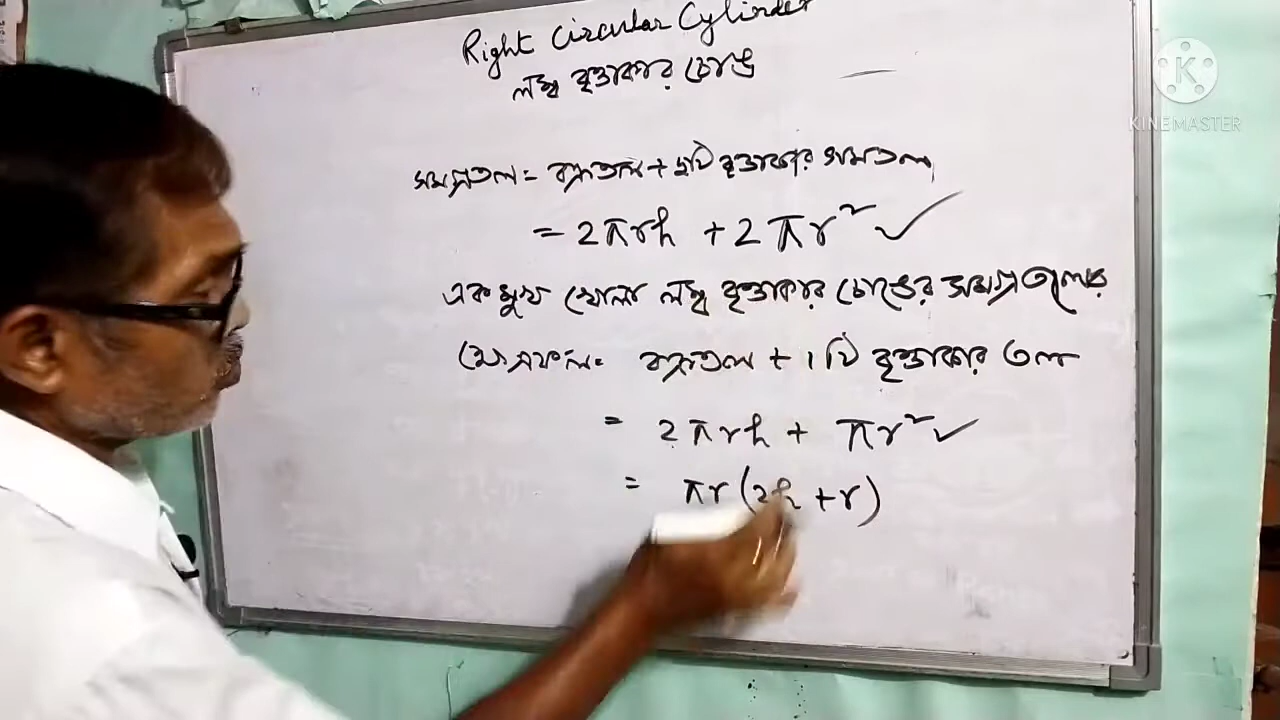 Right Circular Cylinder
লম্ব বৃত্তাকার চোঙ
সমগ্রতল = বক্রতল + ২টি বৃত্তাকার সমতল
= 2πrh + 2πr² ✓
একমুখ খোলা লম্ব বৃত্তাকার চোঙের সমগ্রতলের
ক্ষেত্রফল = বক্রতল + ১টি বৃত্তাকার তল
= 2πrh + πr² ✓
= πr(2h + r)
KINEMASTER